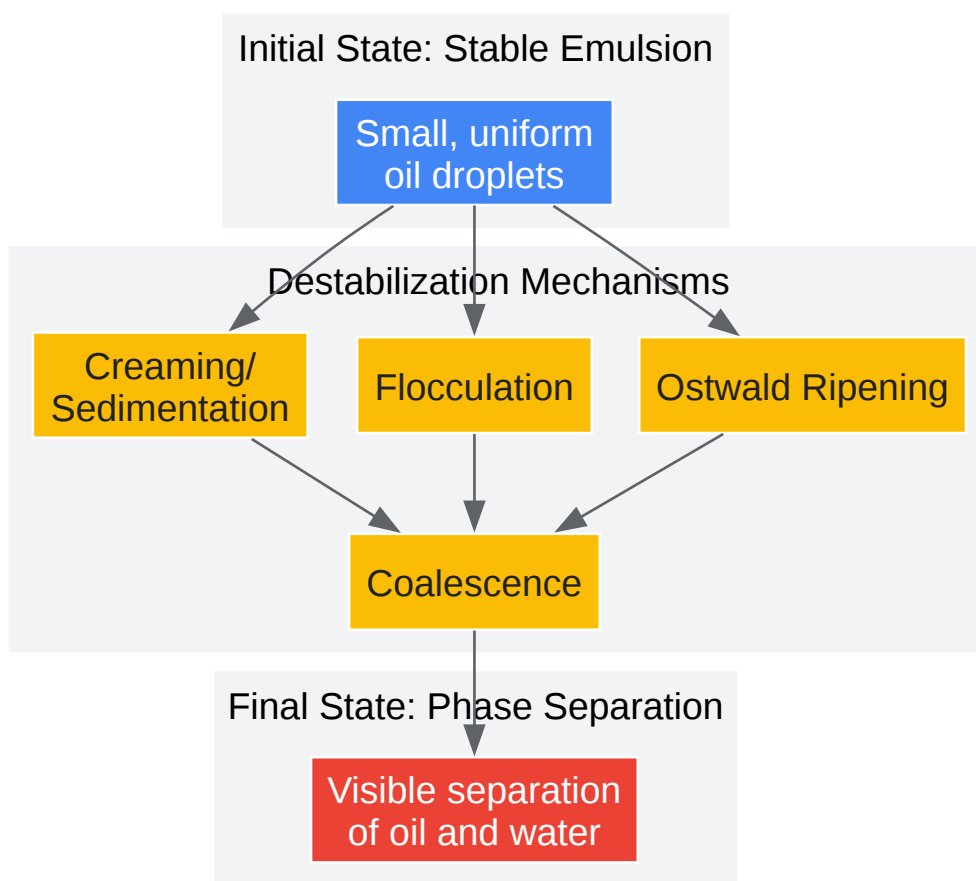 Initial State: Stable Emulsion
Small, uniform
oil droplets
Destabilization Mechanisms
Creaming/
Sedimentation
Flocculation
Ostwald Ripening
Coalescence
Final State: Phase Separation
Visible separation
of oil and water